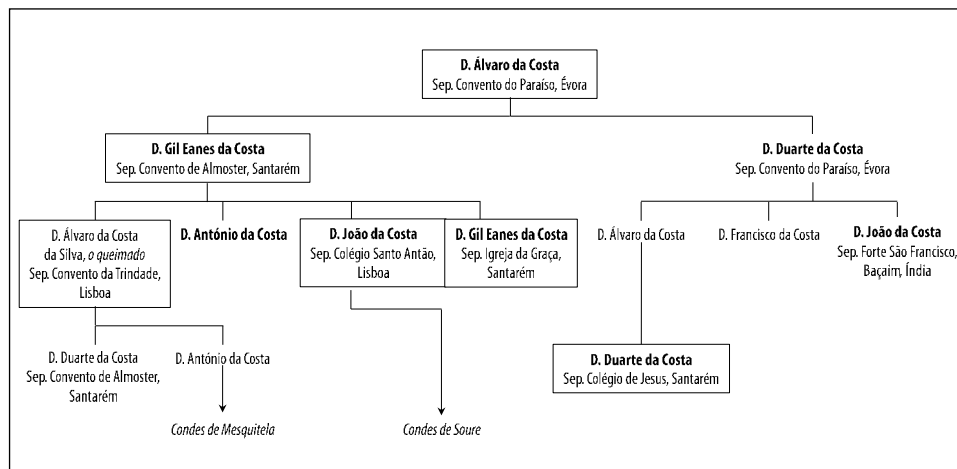 D. Álvaro da Costa
Sep. Convento do Paraíso, Évora
D. Gil Eanes da Costa
Sep. Convento de Almoster, Santarém
D. Duarte da Costa
Sep. Convento do Paraíso, Évora
D. Álvaro da Costa
da Silva, o queimado
Sep. Convento da Trindade,
Lisboa
D. António da Costa
D. João da Costa
Sep. Colégio Santo Antão,
Lisboa
D. Gil Eanes da Costa
Sep. Igreja da Graça,
Santarém
D. Álvaro da Costa
D. Francisco da Costa
D. João da Costa
Sep. Forte São Francisco,
Baçaim, Índia
D. Duarte da Costa
Sep. Convento de Almoster,
Santarém
D. António da Costa
D. Duarte da Costa
Sep. Colégio de Jesus, Santarém
Condes de Mesquitela
Condes de Soure